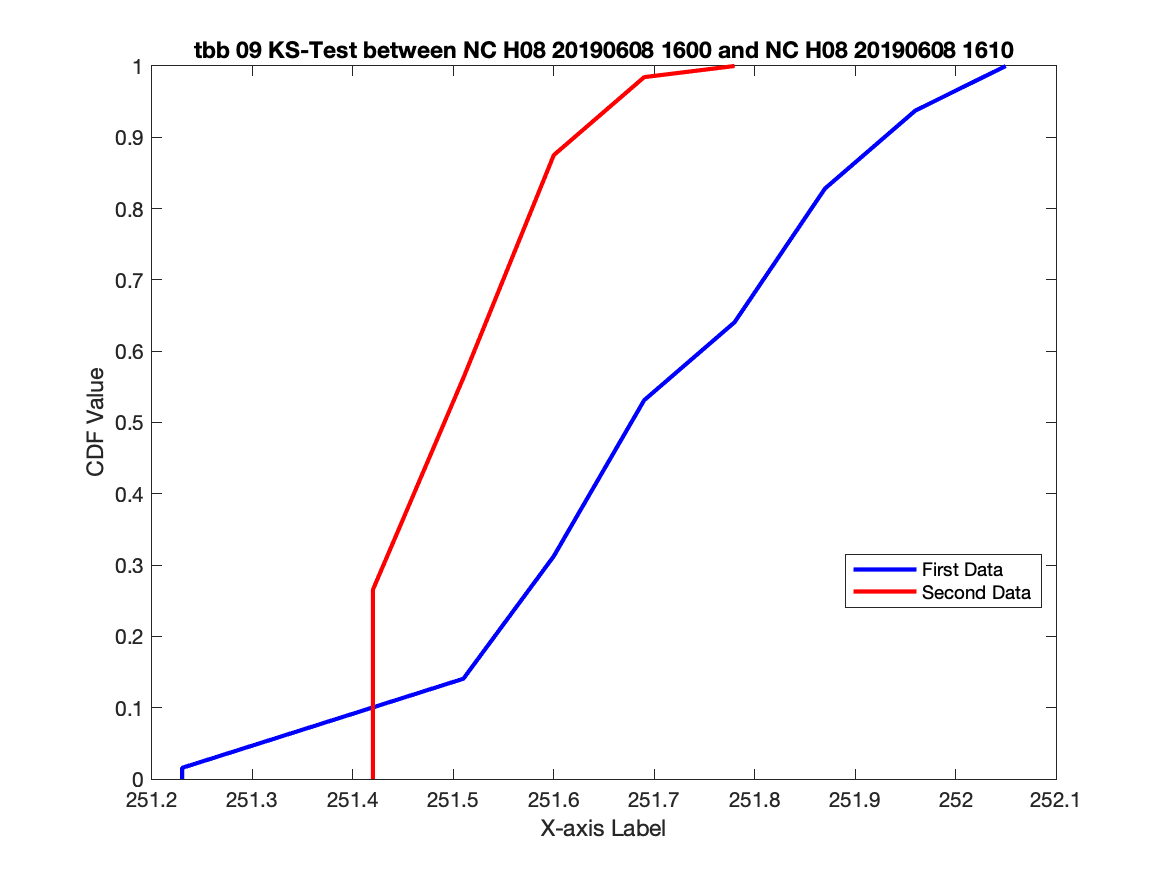 tbb 09 KS-Test between NC H08 20190608 1600 and NC H08 20190608 1610
1
0.9
0.8
0.7
0.6
0.5
0.4
0.3
0.2
0.1
0
CDF Value
First Data
Second Data
251.2 251.3 251.4 251.5 251.6 251.7 251.8 251.9 252 252.1
X-axis Label